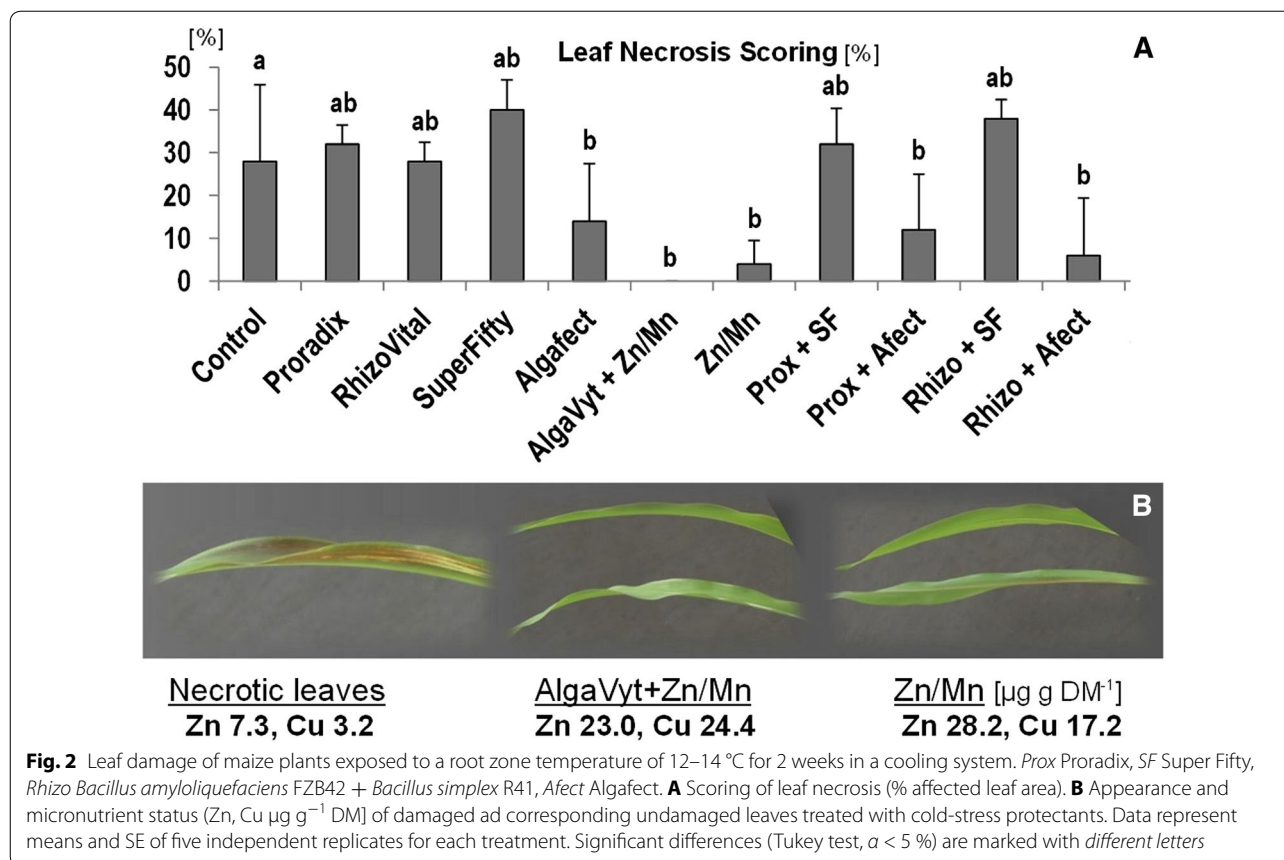 [%]
Leaf Necrosis Scoring [%]
A
50
40
30
20
10
0
a
ab
ab
ab
b
b
b
ab
b
ab
b
Control
Proradix
RhizoVital
SuperFifty
Algafect
AlgaVyt + Zn/Mn
Zn/Mn
Prox + SF
Prox + Afect
Rhizo + SF
Rhizo + Afect
B
Necrotic leaves
Zn 7.3, Cu 3.2
AlgaVyt+Zn/Mn
Zn 23.0, Cu 24.4
Zn/Mn [µg g DM⁻¹]
Zn 28.2, Cu 17.2
Fig. 2 Leaf damage of maize plants exposed to a root zone temperature of 12–14 °C for 2 weeks in a cooling system. Prox Proradix, SF Super Fifty,
Rhizo Bacillus amyloliquefaciens FZB42 + Bacillus simplex R41, Afect Algafect. A Scoring of leaf necrosis (% affected leaf area). B Appearance and
micronutrient status (Zn, Cu µg g⁻¹ DM] of damaged ad corresponding undamaged leaves treated with cold-stress protectants. Data represent
means and SE of five independent replicates for each treatment. Significant differences (Tukey test, α < 5 %) are marked with different letters